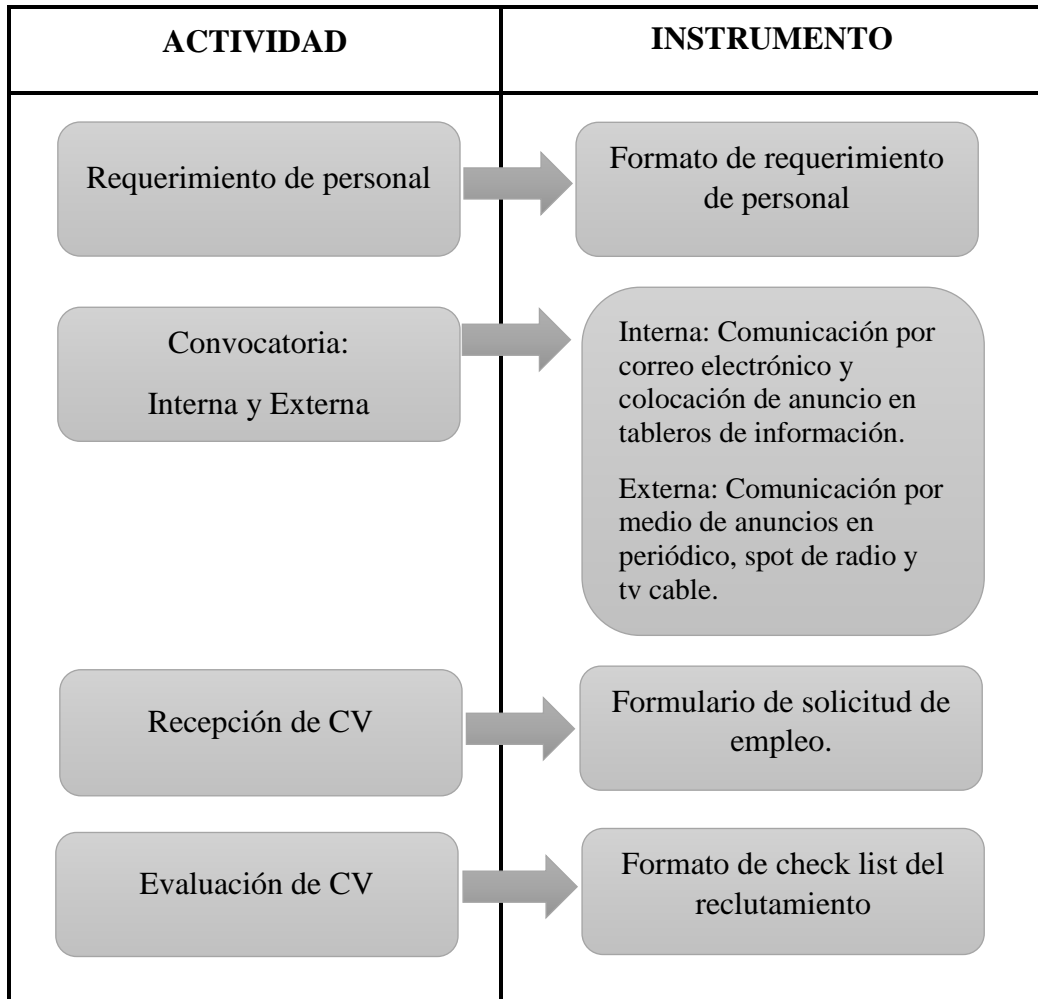 ACTIVIDAD
INSTRUMENTO
Requerimiento de personal
Formato de requerimiento
de personal
Convocatoria:
Interna y Externa
Interna: Comunicación por
correo electrónico y
colocación de anuncio en
tableros de información.
Externa: Comunicación por
medio de anuncios en
periódico, spot de radio y
tv cable.
Recepción de CV
Formulario de solicitud de
empleo.
Evaluación de CV
Formato de check list del
reclutamiento